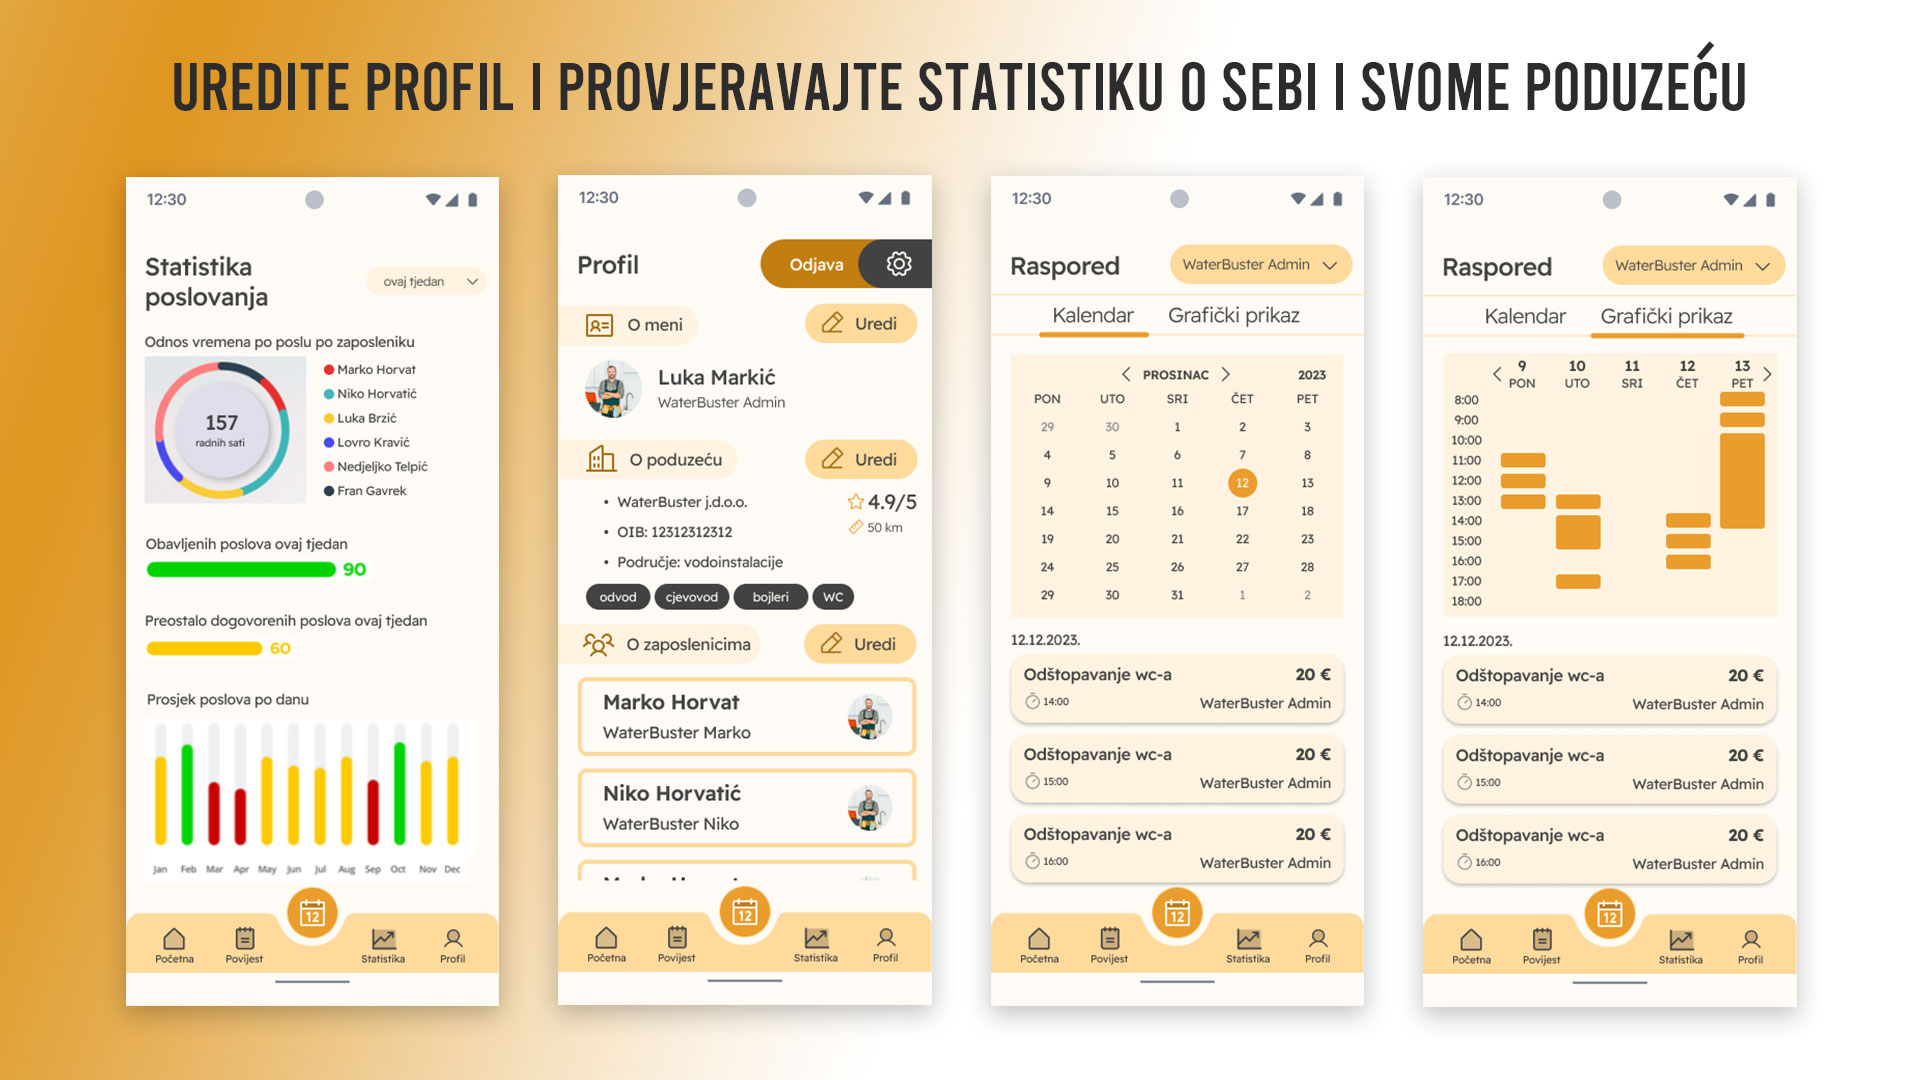 UREDITE PROFIL I PROVJERAVAJTE STATISTIKU O SEBI I SVOME PODUZEĆU
12:30
Statistika
poslovanja
ovaj tjedan
Odnos vremena po poslu po zaposleniku
157
radnih sati
Marko Horvat
Niko Horvatić
Luka Brzić
Lovro Kravić
Nedjeljko Telpić
Fran Gavrek
Obavljenih poslova ovaj tjedan
90
Preostalo dogovorenih poslova ovaj tjedan
60
Prosjek poslova po danu
Jan Feb Mar Apr May Jun Jul Aug Sep Oct Nov Dec
12
Početna Povijest Statistika Profil
12:30
Profil
Odjava
O meni
Uredi
Luka Markić
WaterBuster Admin
O poduzeću
Uredi
• WaterBuster j.d.o.o.
4.9/5
• OIB: 12312312312
50 km
• Područje: vodoinstalacije
odvod cjevovod bojleri WC
O zaposlenicima
Uredi
Marko Horvat
WaterBuster Marko
Niko Horvatić
WaterBuster Niko
12
Početna Povijest Statistika Profil
12:30
Raspored
WaterBuster Admin
Kalendar Grafički prikaz
PROSINAC 2023
PON UTO SRI ČET PET
29 30 1 2 3
4 5 6 7 8
9 10 11 12 13
14 15 16 17 18
19 20 21 22 23
24 25 26 27 28
29 30 31 1 2
12.12.2023.
Odštopavanje wc-a 20 €
14:00 WaterBuster Admin
Odštopavanje wc-a 20 €
15:00 WaterBuster Admin
Odštopavanje wc-a 20 €
16:00 WaterBuster Admin
12
Početna Povijest Statistika Profil
12:30
Raspored
WaterBuster Admin
Kalendar Grafički prikaz
9 10 11 12 13
PON UTO SRI ČET PET
8:00
9:00
10:00
11:00
12:00
13:00
14:00
15:00
16:00
17:00
18:00
12.12.2023.
Odštopavanje wc-a 20 €
14:00 WaterBuster Admin
Odštopavanje wc-a 20 €
15:00 WaterBuster Admin
Odštopavanje wc-a 20 €
16:00 WaterBuster Admin
12
Početna Povijest Statistika Profil